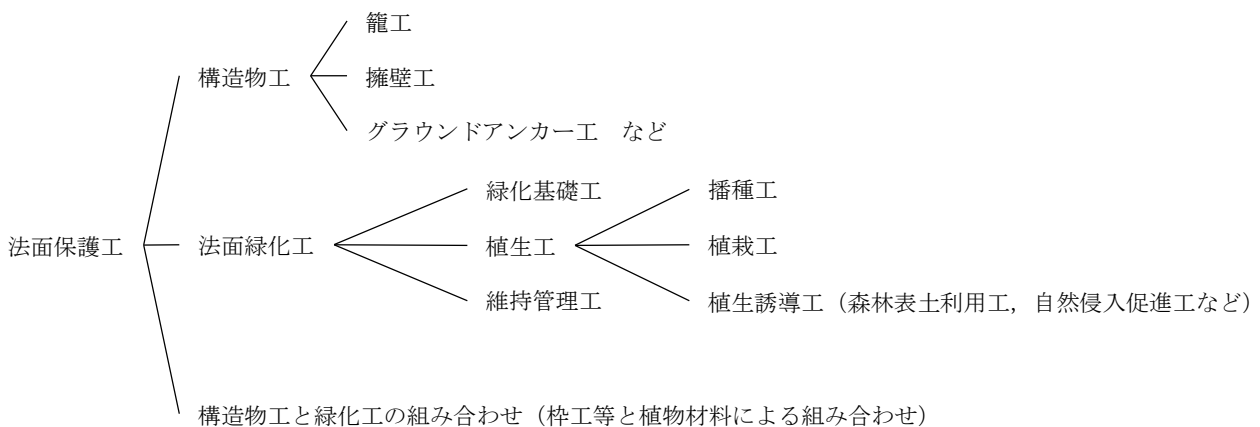 籠工
構造物工
擁壁工
グラウンドアンカー工　など
緑化基礎工
播種工
法面保護工
法面緑化工
植生工
植栽工
維持管理工
植生誘導工（森林表土利用工，自然侵入促進工など）
構造物工と緑化工の組み合わせ（枠工等と植物材料による組み合わせ）